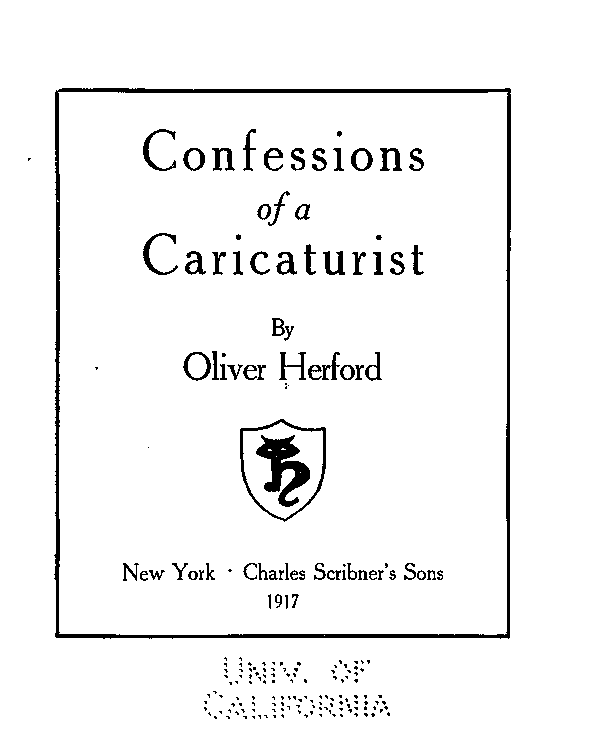 Confessions
of a
Caricaturist
By
Oliver Herford
New York · Charles Scribner's Sons
1917
UNIV. OF
CALIFORNIA